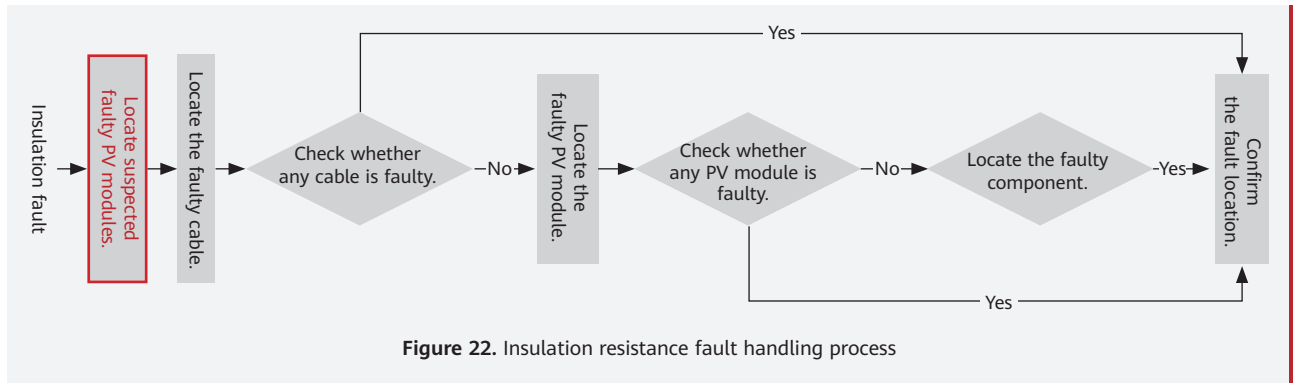 Yes
Insulation fault
Locate suspected
faulty PV modules.
Locate the faulty cable.
Check whether
any cable is faulty.
No
Locate the
faulty PV module.
Check whether
any PV module is
faulty.
No
Locate the faulty
component.
Yes
Confirm
the fault location.
Yes
Figure 22. Insulation resistance fault handling process